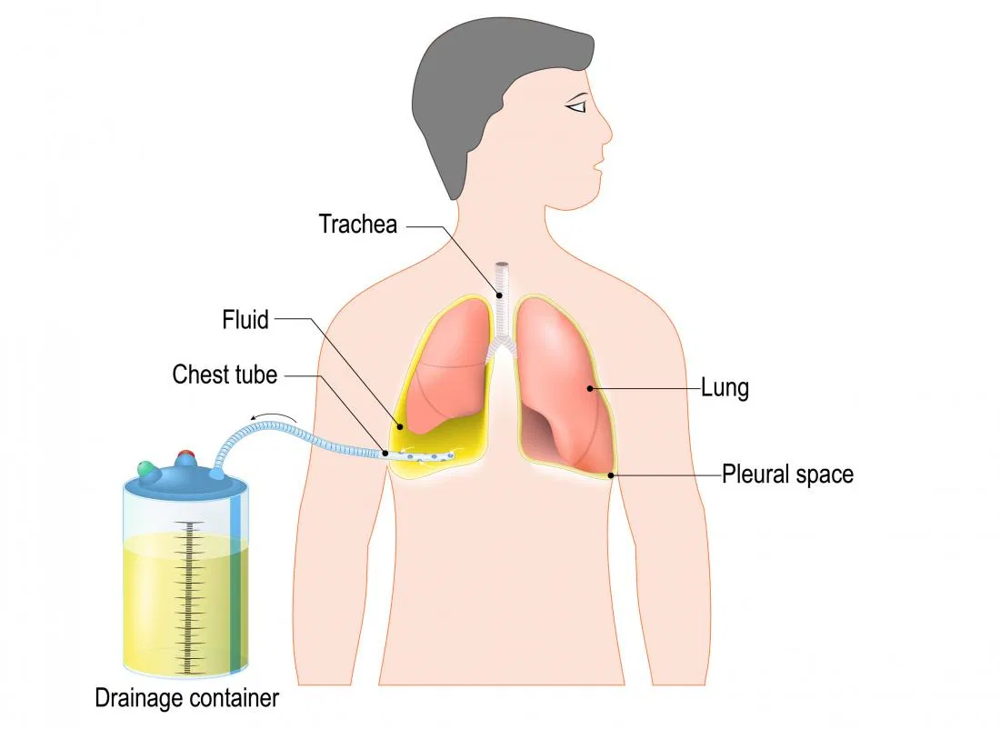 Trachea
Fluid
Chest tube
Lung
Pleural space
Drainage container